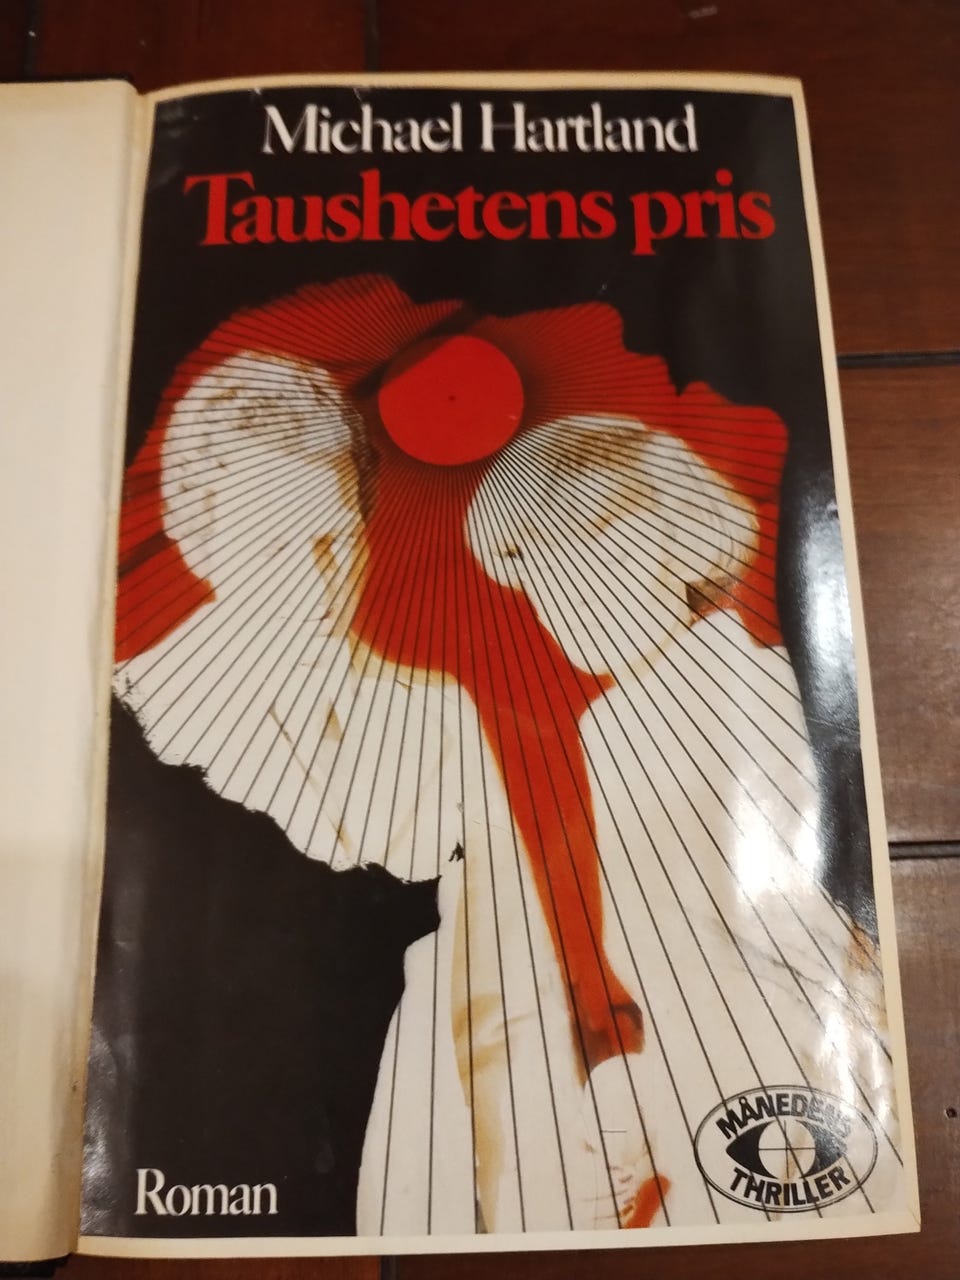 Michael Hartland
Taushetens pris
MÅNEDENS
THRILLER
Roman